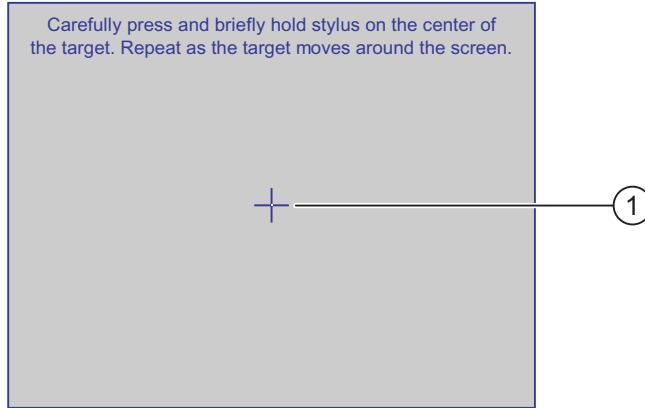 Carefully press and briefly hold stylus on the center of
the target. Repeat as the target moves around the screen.
1